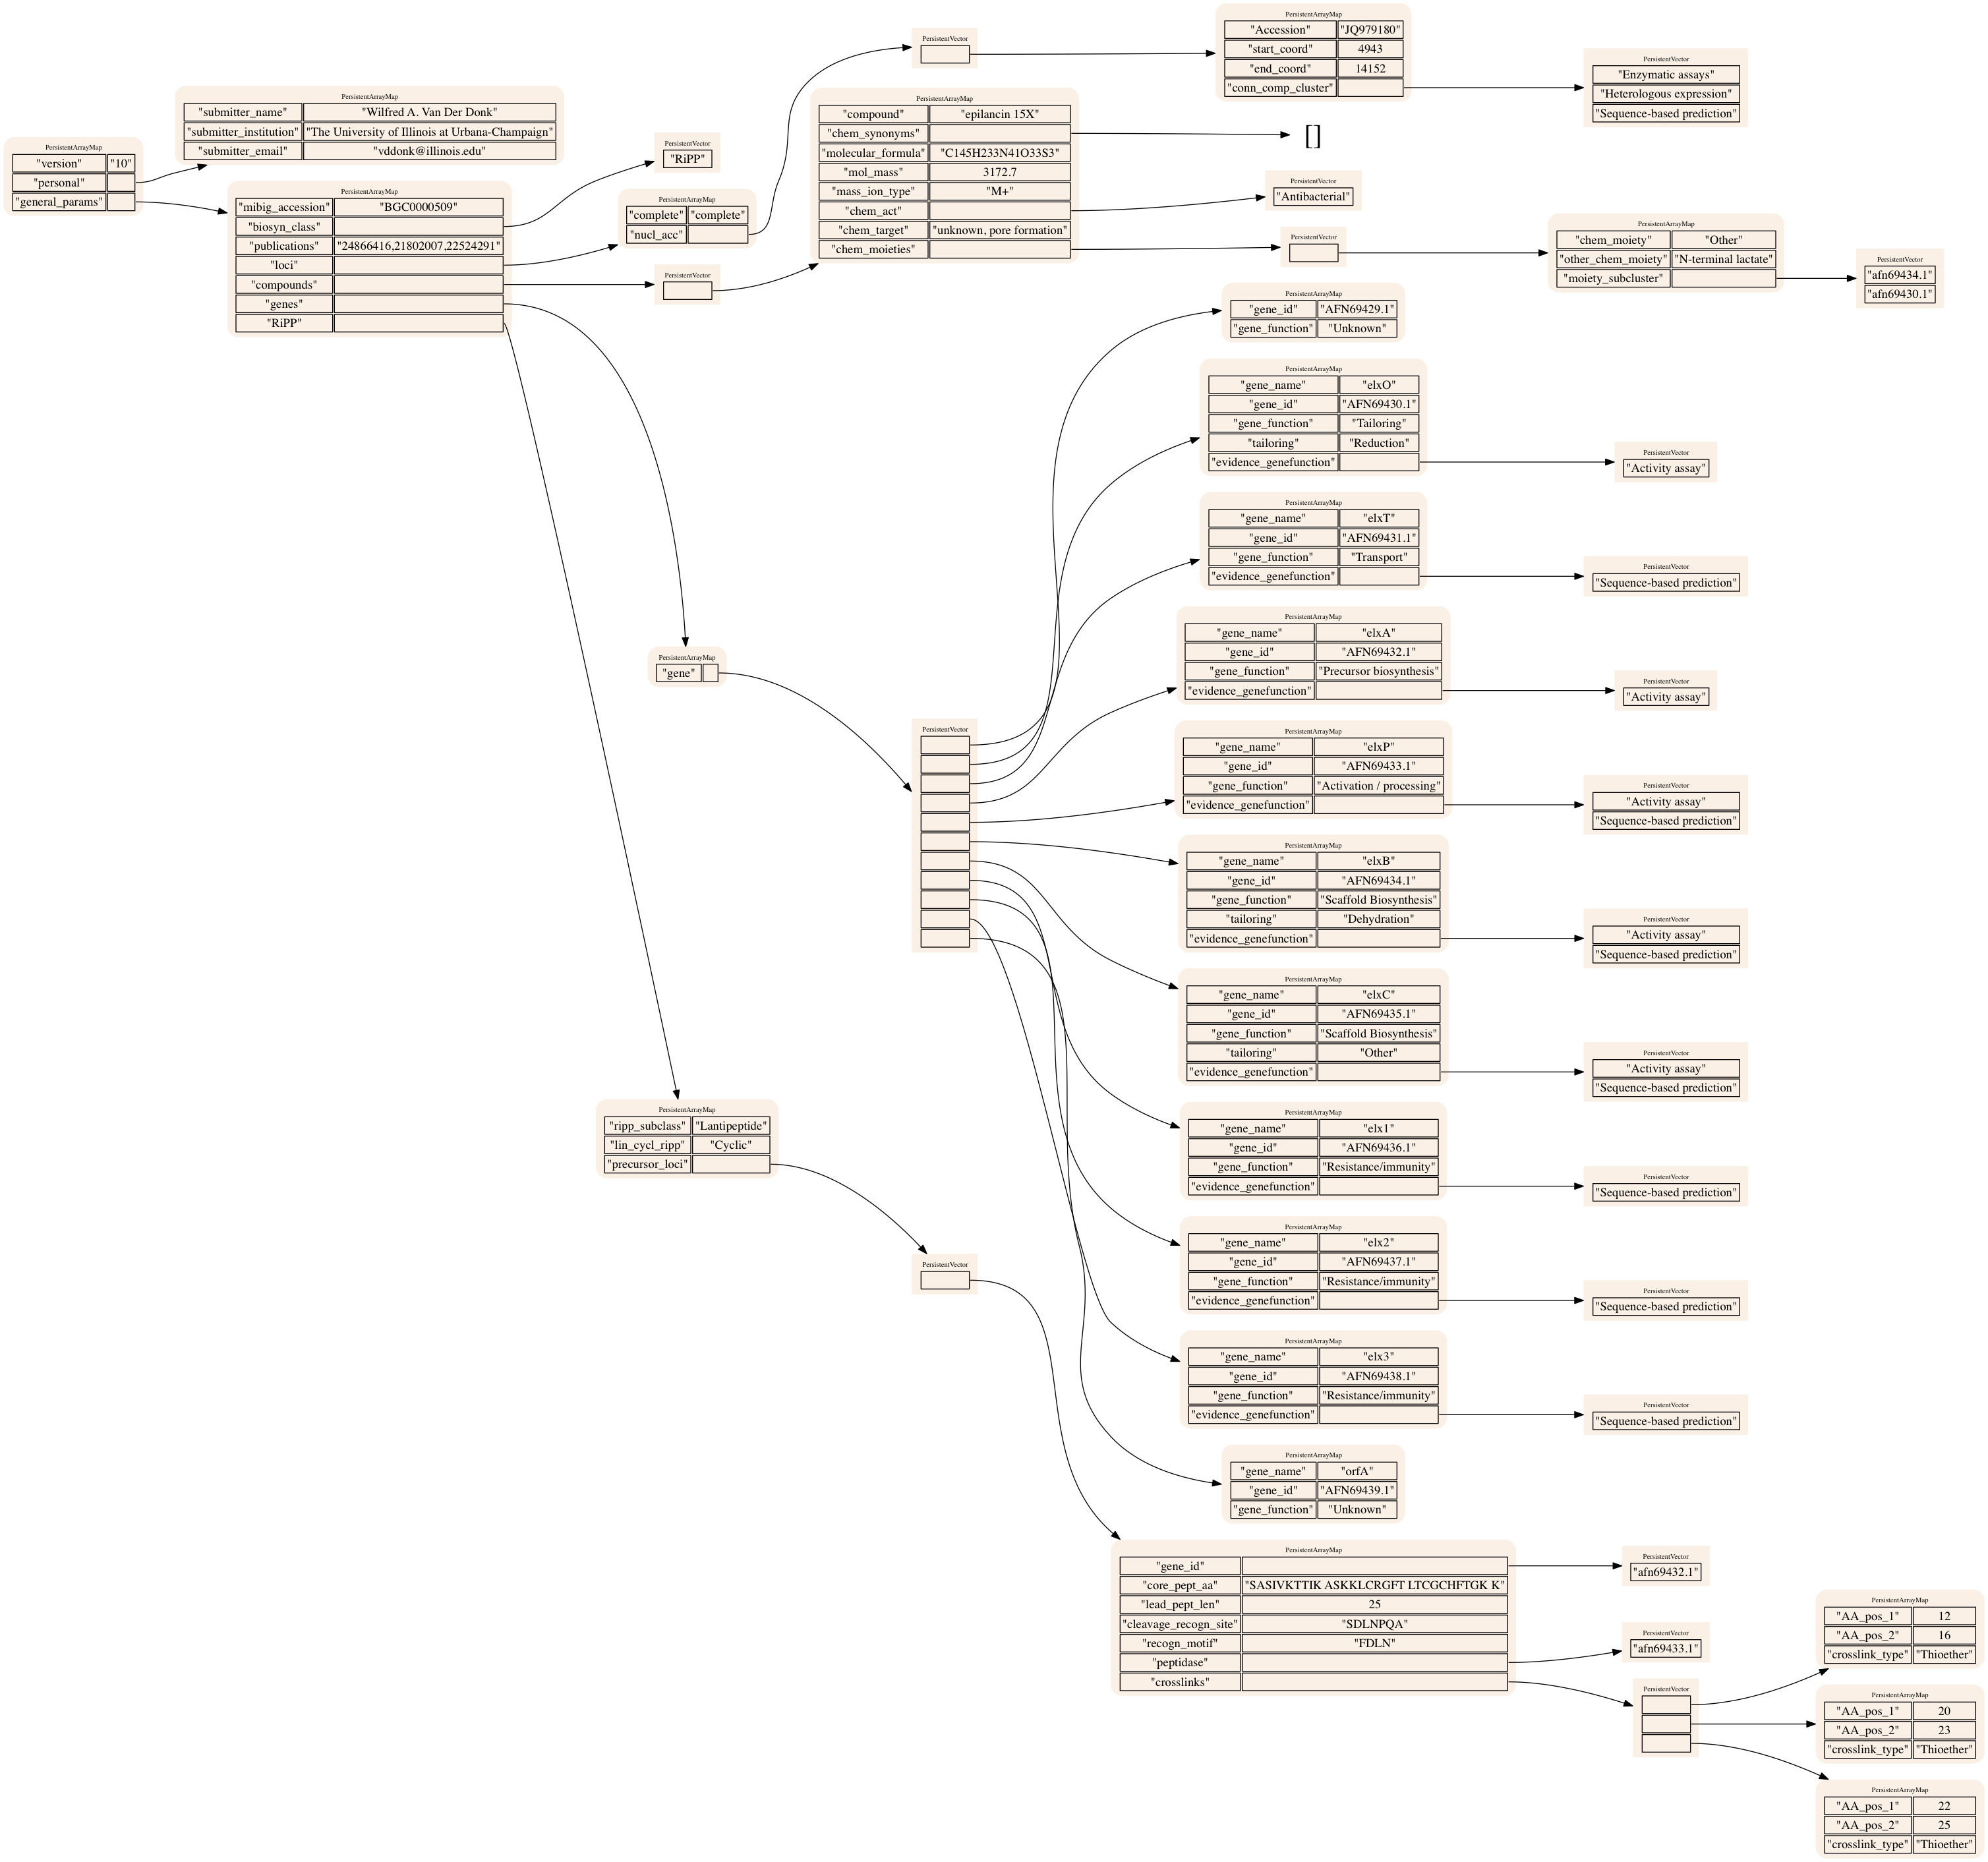 PersistentArrayMap
"version" "10"
"personal"
"general_params"
PersistentArrayMap
"submitter_name" "Wilfred A. Van Der Donk"
"submitter_institution" "The University of Illinois at Urbana-Champaign"
"submitter_email" "vddonk@illinois.edu"
PersistentArrayMap
"mibig_accession" "BGC0000509"
"biosyn_class"
"publications" "24866416,21802007,22524291"
"loci"
"compounds"
"genes"
"RiPP"
PersistentVector
"RiPP"
PersistentArrayMap
"complete" "complete"
"nucl_acc"
PersistentVector
PersistentVector
PersistentArrayMap
"Accession" "JQ979180"
"start_coord" 4943
"end_coord" 14152
"conn_comp_cluster"
PersistentVector
"Enzymatic assays"
"Heterologous expression"
"Sequence-based prediction"
PersistentArrayMap
"compound" "epilancin 15X"
"chem_synonyms"
"molecular_formula" "C145H233N41O33S3"
"mol_mass" 3172.7
"mass_ion_type" "M+"
"chem_act"
"chem_target" "unknown, pore formation"
"chem_moieties"
[]
PersistentVector
"Antibacterial"
PersistentVector
PersistentArrayMap
"chem_moiety" "Other"
"other_chem_moiety" "N-terminal lactate"
"moiety_subcluster"
PersistentVector
"afn69434.1"
"afn69430.1"
PersistentArrayMap
"gene"
PersistentVector
PersistentArrayMap
"gene_id" "AFN69429.1"
"gene_function" "Unknown"
PersistentArrayMap
"gene_name" "elxO"
"gene_id" "AFN69430.1"
"gene_function" "Tailoring"
"tailoring" "Reduction"
"evidence_genefunction"
PersistentVector
"Activity assay"
PersistentArrayMap
"gene_name" "elxT"
"gene_id" "AFN69431.1"
"gene_function" "Transport"
"evidence_genefunction"
PersistentVector
"Sequence-based prediction"
PersistentArrayMap
"gene_name" "elxA"
"gene_id" "AFN69432.1"
"gene_function" "Precursor biosynthesis"
"evidence_genefunction"
PersistentVector
"Activity assay"
PersistentArrayMap
"gene_name" "elxP"
"gene_id" "AFN69433.1"
"gene_function" "Activation / processing"
"evidence_genefunction"
PersistentVector
"Activity assay"
"Sequence-based prediction"
PersistentArrayMap
"gene_name" "elxB"
"gene_id" "AFN69434.1"
"gene_function" "Scaffold Biosynthesis"
"tailoring" "Dehydration"
"evidence_genefunction"
PersistentVector
"Activity assay"
"Sequence-based prediction"
PersistentArrayMap
"gene_name" "elxC"
"gene_id" "AFN69435.1"
"gene_function" "Scaffold Biosynthesis"
"tailoring" "Other"
"evidence_genefunction"
PersistentVector
"Activity assay"
"Sequence-based prediction"
PersistentArrayMap
"gene_name" "elx1"
"gene_id" "AFN69436.1"
"gene_function" "Resistance/immunity"
"evidence_genefunction"
PersistentVector
"Sequence-based prediction"
PersistentArrayMap
"gene_name" "elx2"
"gene_id" "AFN69437.1"
"gene_function" "Resistance/immunity"
"evidence_genefunction"
PersistentVector
"Sequence-based prediction"
PersistentArrayMap
"gene_name" "elx3"
"gene_id" "AFN69438.1"
"gene_function" "Resistance/immunity"
"evidence_genefunction"
PersistentVector
"Sequence-based prediction"
PersistentArrayMap
"gene_name" "orfA"
"gene_id" "AFN69439.1"
"gene_function" "Unknown"
PersistentArrayMap
"ripp_subclass" "Lantipeptide"
"lin_cycl_ripp" "Cyclic"
"precursor_loci"
PersistentVector
PersistentArrayMap
"gene_id"
"core_pept_aa" "SASIVKTTIK ASKKLCRGFT LTCGCHFTGK K"
"lead_pept_len" 25
"cleavage_recogn_site" "SDLNPQA"
"recogn_motif" "FDLN"
"peptidase"
"crosslinks"
PersistentVector
"afn69432.1"
PersistentVector
"afn69433.1"
PersistentVector
PersistentArrayMap
"AA_pos_1" 12
"AA_pos_2" 16
"crosslink_type" "Thioether"
PersistentArrayMap
"AA_pos_1" 20
"AA_pos_2" 23
"crosslink_type" "Thioether"
PersistentArrayMap
"AA_pos_1" 22
"AA_pos_2" 25
"crosslink_type" "Thioether"